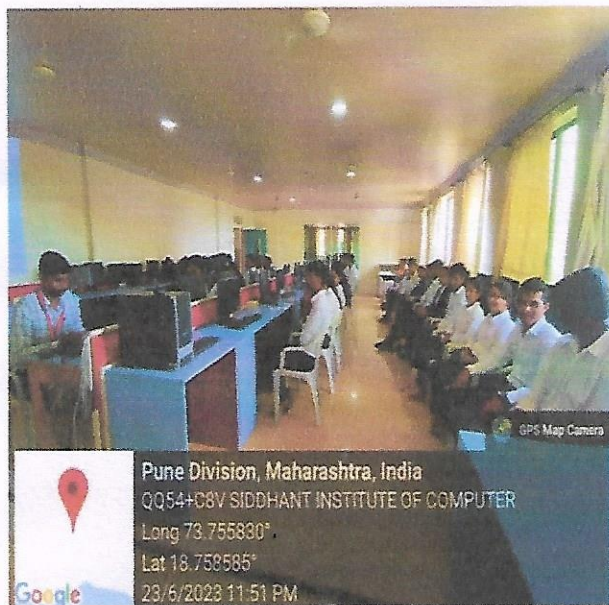 GPS Map Camera
Pune Division, Maharashtra, India
QQ54+C8V SIDDHANT INSTITUTE OF COMPUTER
Long 73.755830°
Lat 18.758585°
23/6/2023 11:51 PM
Google